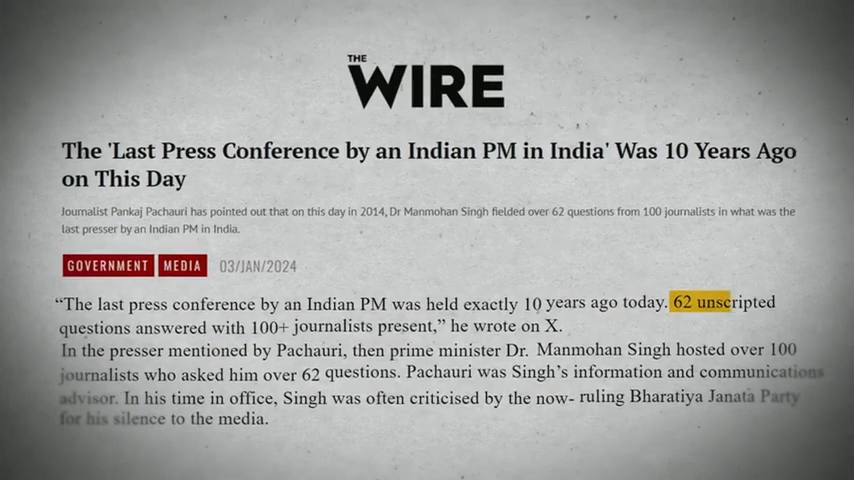 THE
WIRE
The 'Last Press Conference by an Indian PM in India' Was 10 Years Ago
on This Day
Journalist Pankaj Pachauri has pointed out that on this day in 2014, Dr Manmohan Singh fielded over 62 questions from 100 journalists in what was the
last presser by an Indian PM in India.
GOVERNMENT MEDIA 03/JAN/2024
“The last press conference by an Indian PM was held exactly 10 years ago today. 62 unscripted
questions answered with 100+ journalists present,” he wrote on X.
In the presser mentioned by Pachauri, then prime minister Dr. Manmohan Singh hosted over 100
journalists who asked him over 62 questions. Pachauri was Singh’s information and communications
advisor. In his time in office, Singh was often criticised by the now- ruling Bharatiya Janata Party
for his silence to the media.